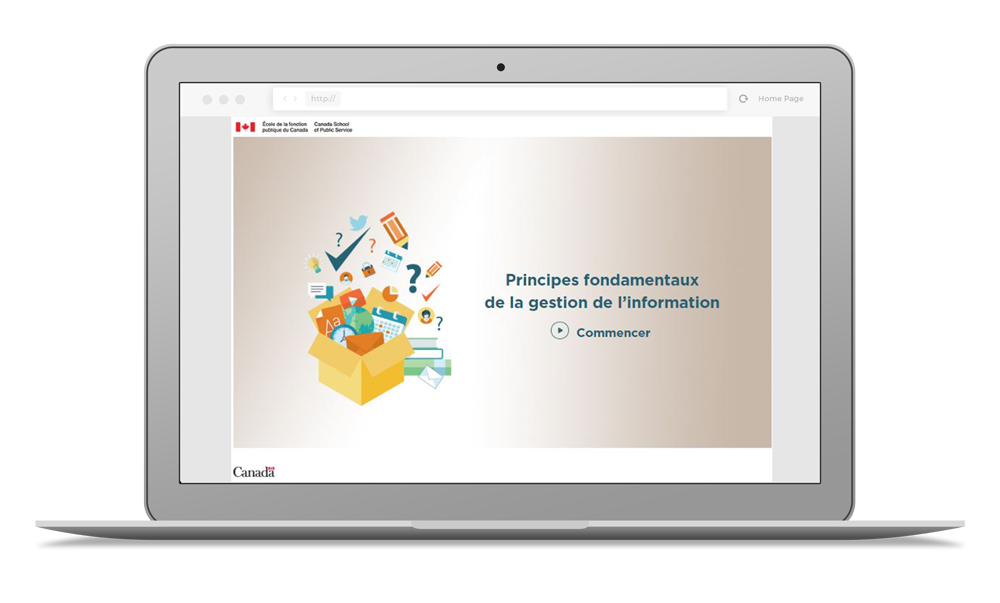 http://
Home Page
École de la fonction
publique du Canada
Canada School
of Public Service
Aa
Principes fondamentaux
de la gestion de l'information
Commencer
Canada